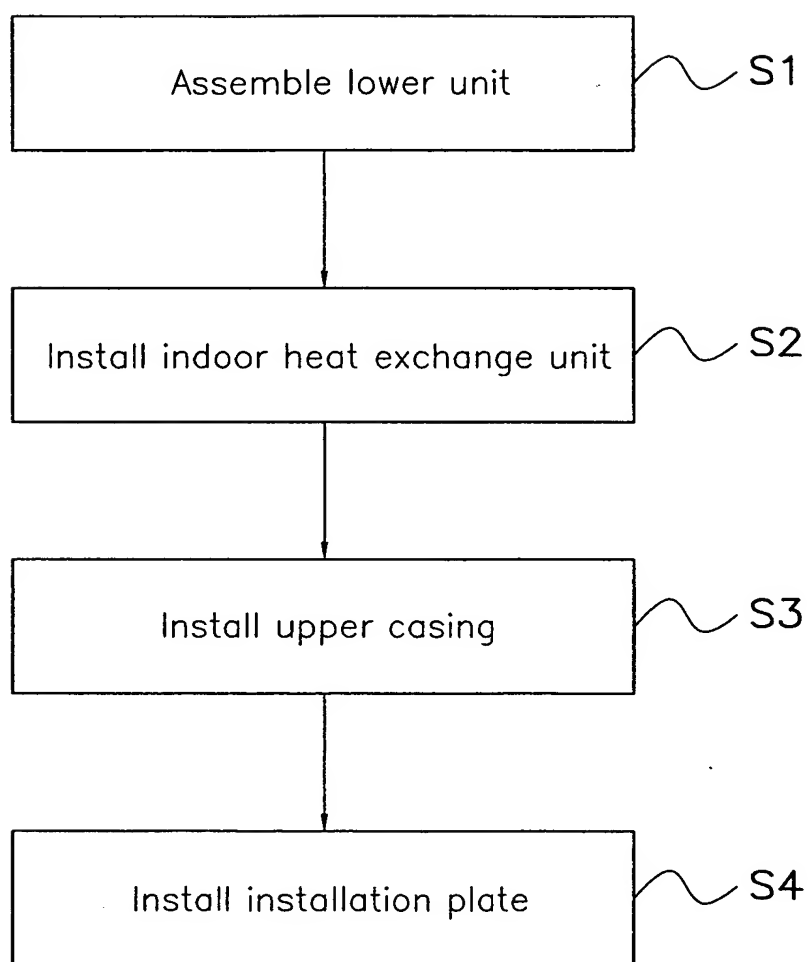 Assemble lower unit
S1
Install indoor heat exchange unit
S2
Install upper casing
S3
Install installation plate
S4